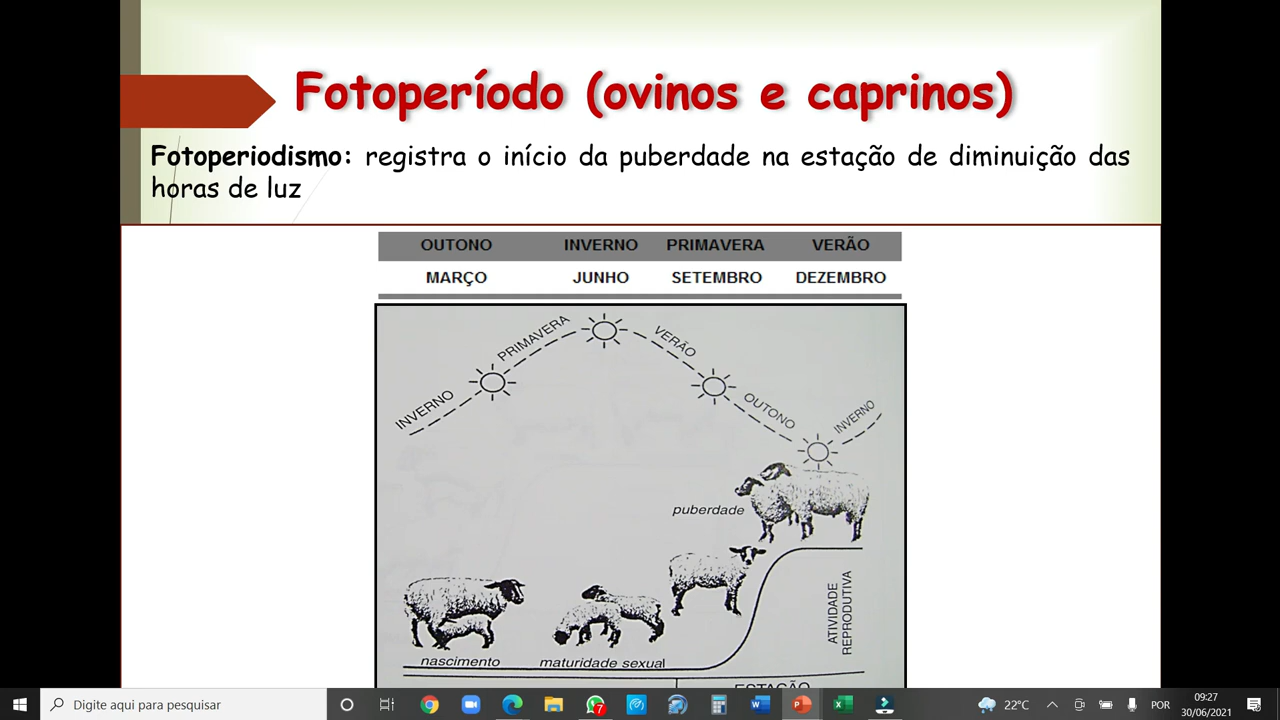 Fotoperíodo (ovinos e caprinos)
Fotoperiodismo: registra o início da puberdade na estação de diminuição das
horas de luz
OUTONO INVERNO PRIMAVERA VERÃO
MARÇO JUNHO SETEMBRO DEZEMBRO
INVERNO
PRIMAVERA
VERÃO
OUTONO
INVERNO
puberdade
ATIVIDADE
REPRODUTIVA
nascimento
maturidade sexual
ESTAÇÃO
Digite aqui para pesquisar
7
22°C
POR
09:27
30/06/2021